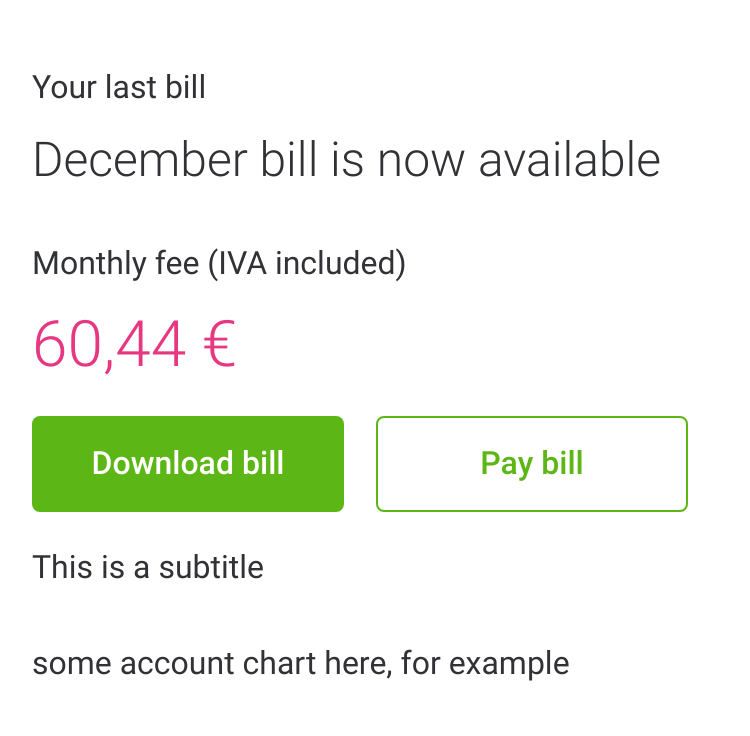 Your last bill
December bill is now available
Monthly fee (IVA included)
60,44 €
Download bill
Pay bill
This is a subtitle
some account chart here, for example